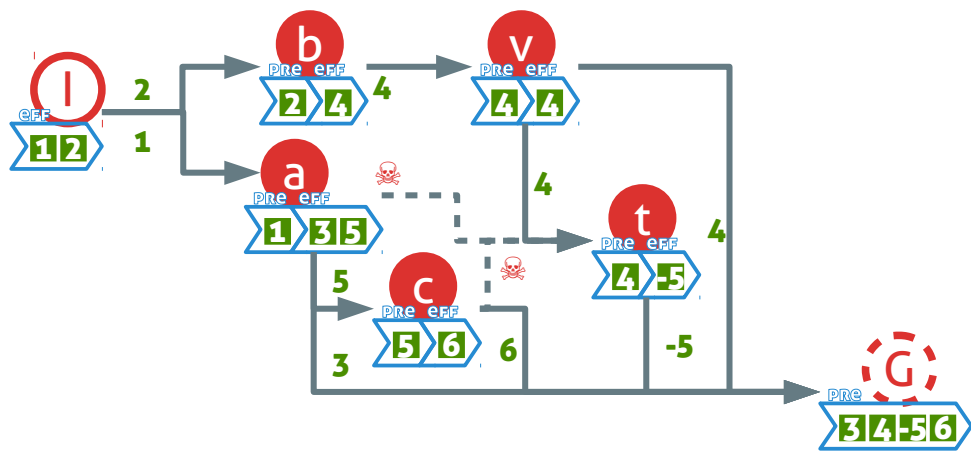 b
v
PRE EFF
PRE EFF
I
2
4
2 4
4 4
EFF
1 2
1
a
PRE EFF
1 3 5
4
t
PRE EFF
4 -5
4
c
PRE EFF
5 6
5
3
6
-5
G
PRE
3 4 -5 6